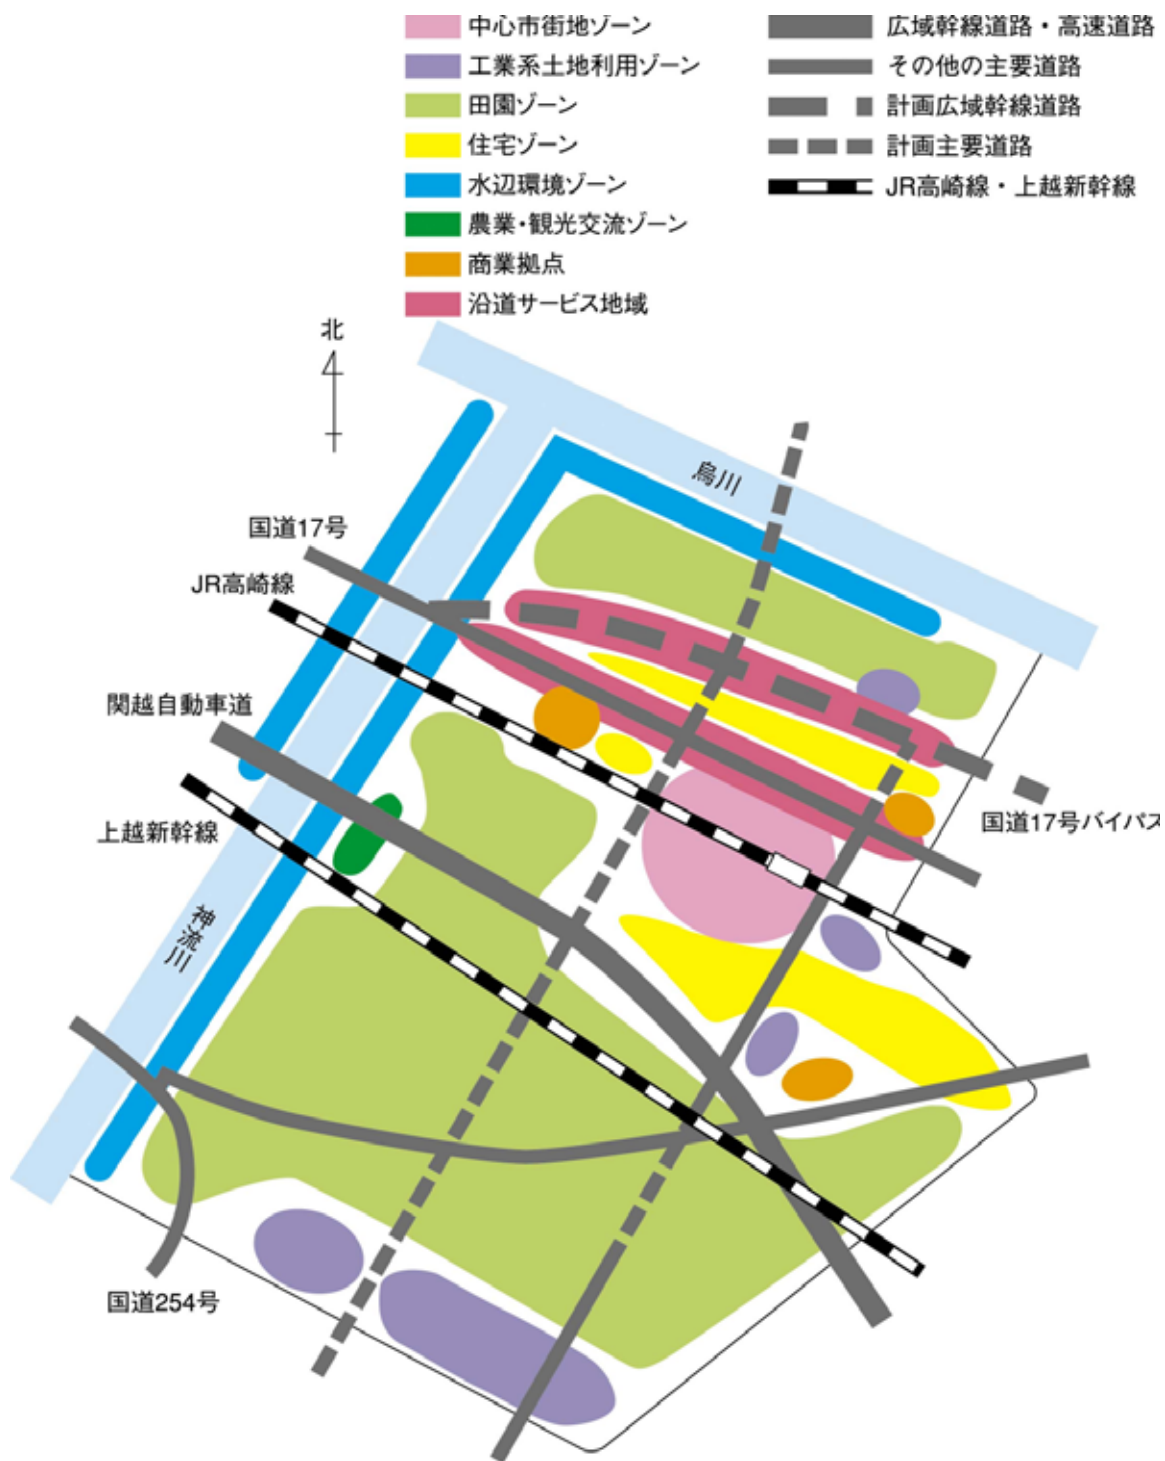 中心市街地ゾーン
工業系土地利用ゾーン
田園ゾーン
住宅ゾーン
水辺環境ゾーン
農業・観光交流ゾーン
商業拠点
沿道サービス地域
広域幹線道路・高速道路
その他の主要道路
計画広域幹線道路
計画主要道路
JR高崎線・上越新幹線
北
烏川
国道17号
JR高崎線
関越自動車道
上越新幹線
国道17号バイパス
神流川
国道254号